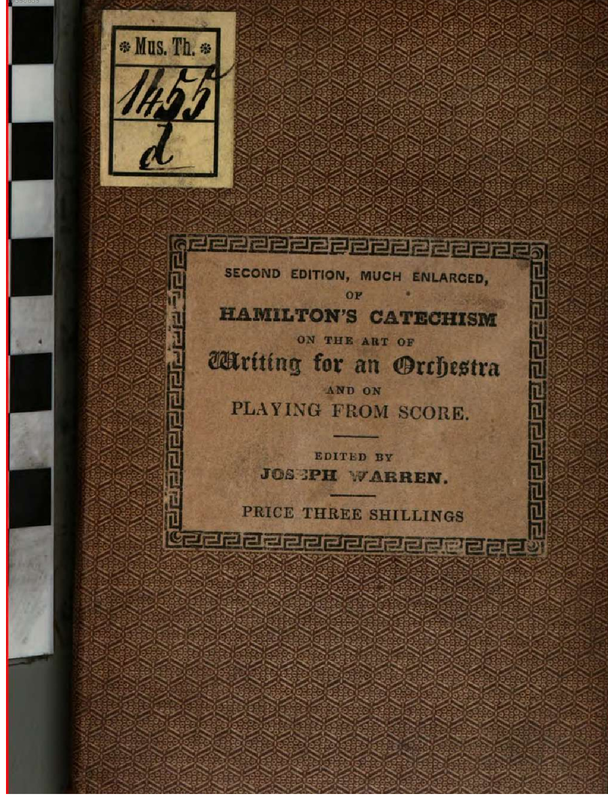 Mus. Th.
1455
d
SECOND EDITION, MUCH ENLARGED,
OF
HAMILTON'S CATECHISM
ON THE ART OF
Writing for an Orchestra
AND ON
PLAYING FROM SCORE.
EDITED BY
JOSEPH WARREN.
PRICE THREE SHILLINGS